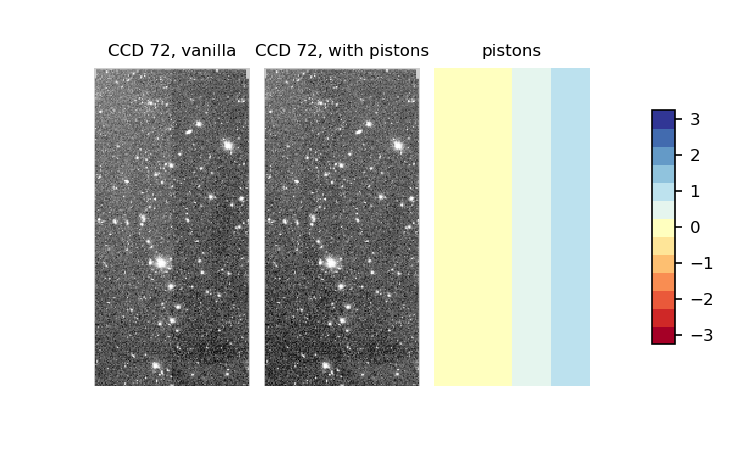 CCD 72, vanilla
CCD 72, with pistons
pistons
3
2
1
0
−1
−2
−3